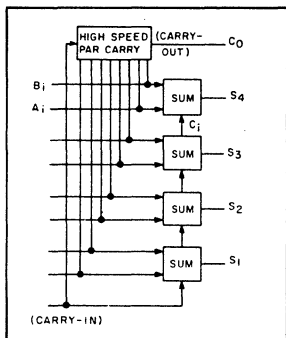 HIGH SPEED
PAR CARRY
(CARRY-
OUT)
C0
Bi
Ai
SUM
S4
Ci
SUM
S3
SUM
S2
SUM
S1
(CARRY-IN)